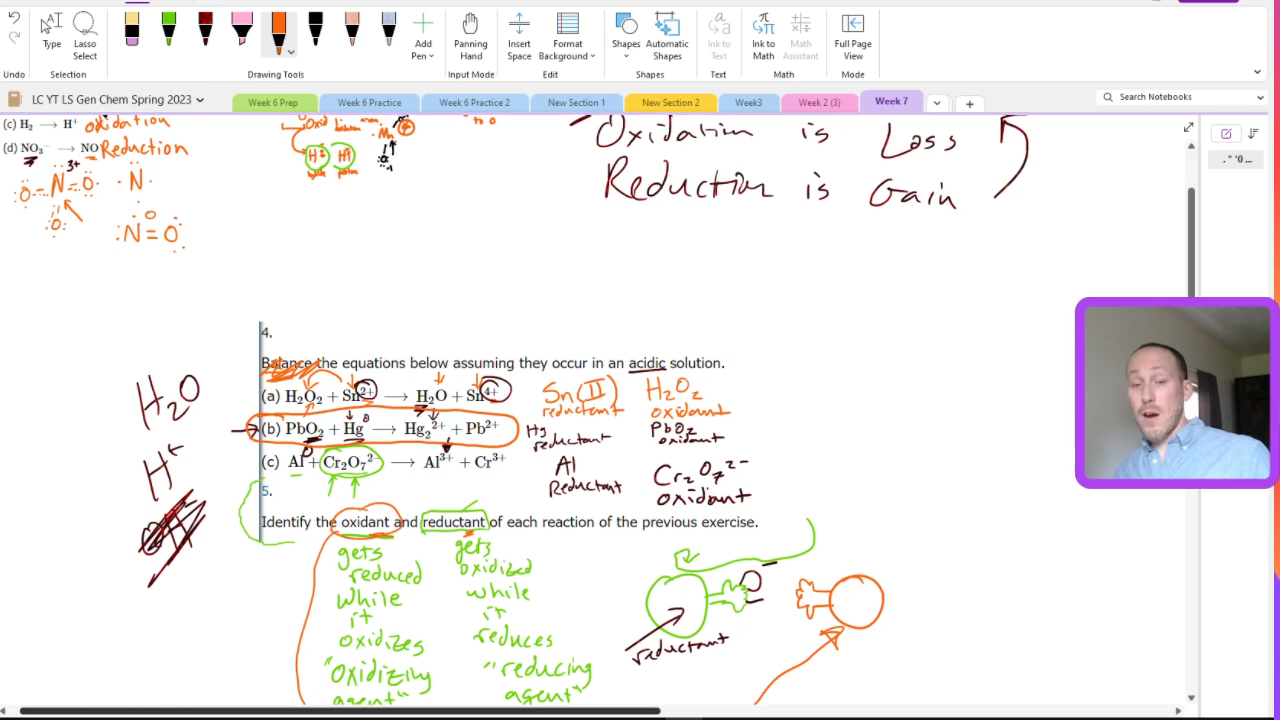 Type
Lasso
Select
Add
Pen
Panning
Hand
Insert
Space
Format
Background
Shapes
Automatic
Shapes
Ink to
Text
Ink to
Math
Math
Assistant
Full Page
View
Undo
Selection
Drawing Tools
Input Mode
Edit
Shapes
Text
Math
Mode
LC YT LS Gen Chem Spring 2023
Week 6 Prep
Week 6 Practice
Week 6 Practice 2
New Section 1
New Section 2
Week3
Week 2 (3)
Week 7
Search Notebooks
(c) H₂ → H⁺ Oxidation
(d) NO₃⁻ → NO Reduction
3+
O-N=O
·N·
O
:N=O
Oxidation is Loss
Reduction is Gain
4.
Balance the equations below assuming they occur in an acidic solution.
(a) H₂O₂ + Sn²⁺ → H₂O + Sn⁴⁺
Sn(II) H₂O₂
reductant oxidant
(b) PbO₂ + Hg → Hg₂²⁺ + Pb²⁺
Hg PbO₂
reductant oxidant
(c) Al + Cr₂O₇²⁻ → Al³⁺ + Cr³⁺
Al Cr₂O₇²⁻
Reductant oxidant
H₂O
H⁺
5.
Identify the oxidant and reductant of each reaction of the previous exercise.
gets
reduced
while
it
oxidizes
"oxidizing
agent"
gets
oxidized
while
it
reduces
"reducing
agent"
reductant